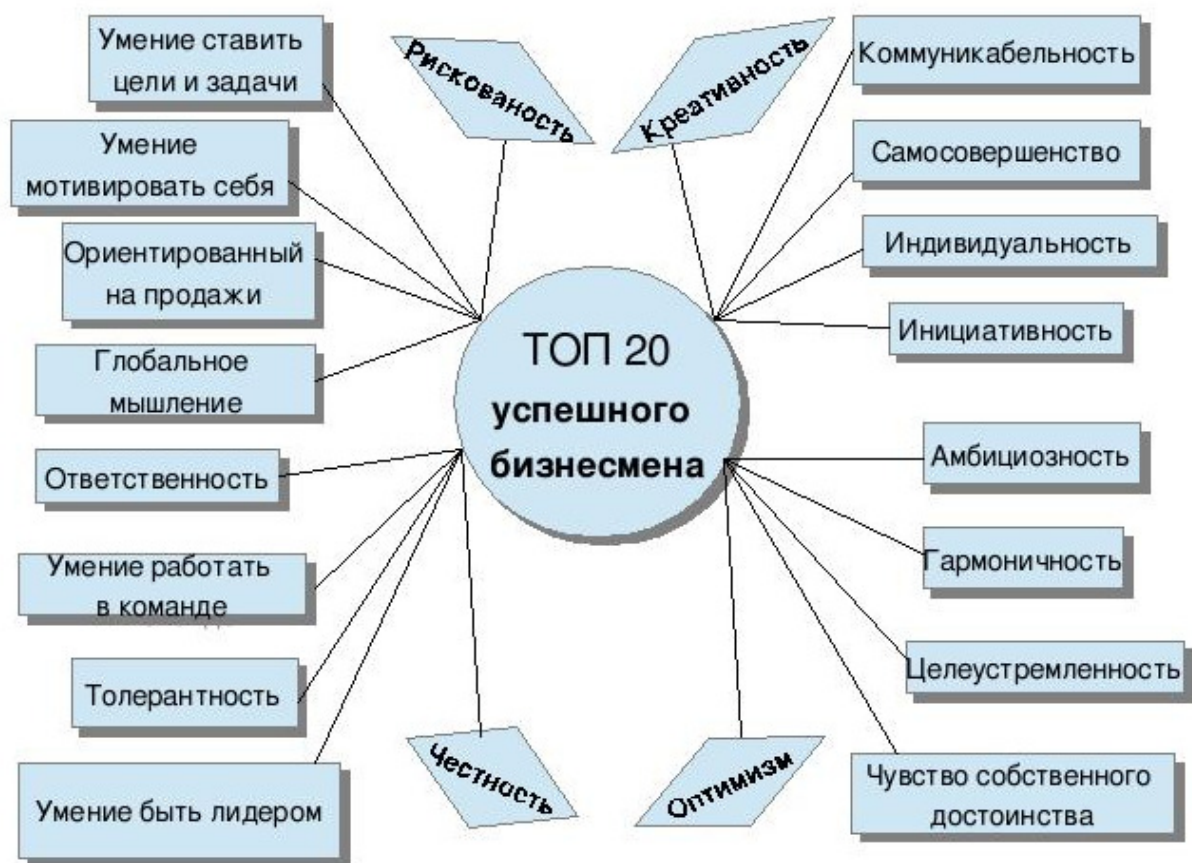 Умение ставить
цели и задачи
Рискованость
Креативность
Коммуникабельность
Умение
мотивировать себя
Самосовершенство
Ориентированный
на продажи
Индивидуальность
ТОП 20
успешного
бизнесмена
Инициативность
Глобальное
мышление
Ответственность
Амбициозность
Умение работать
в команде
Гармоничность
Толерантность
Целеустремленность
Умение быть лидером
Честность
Оптимизм
Чувство собственного
достоинства